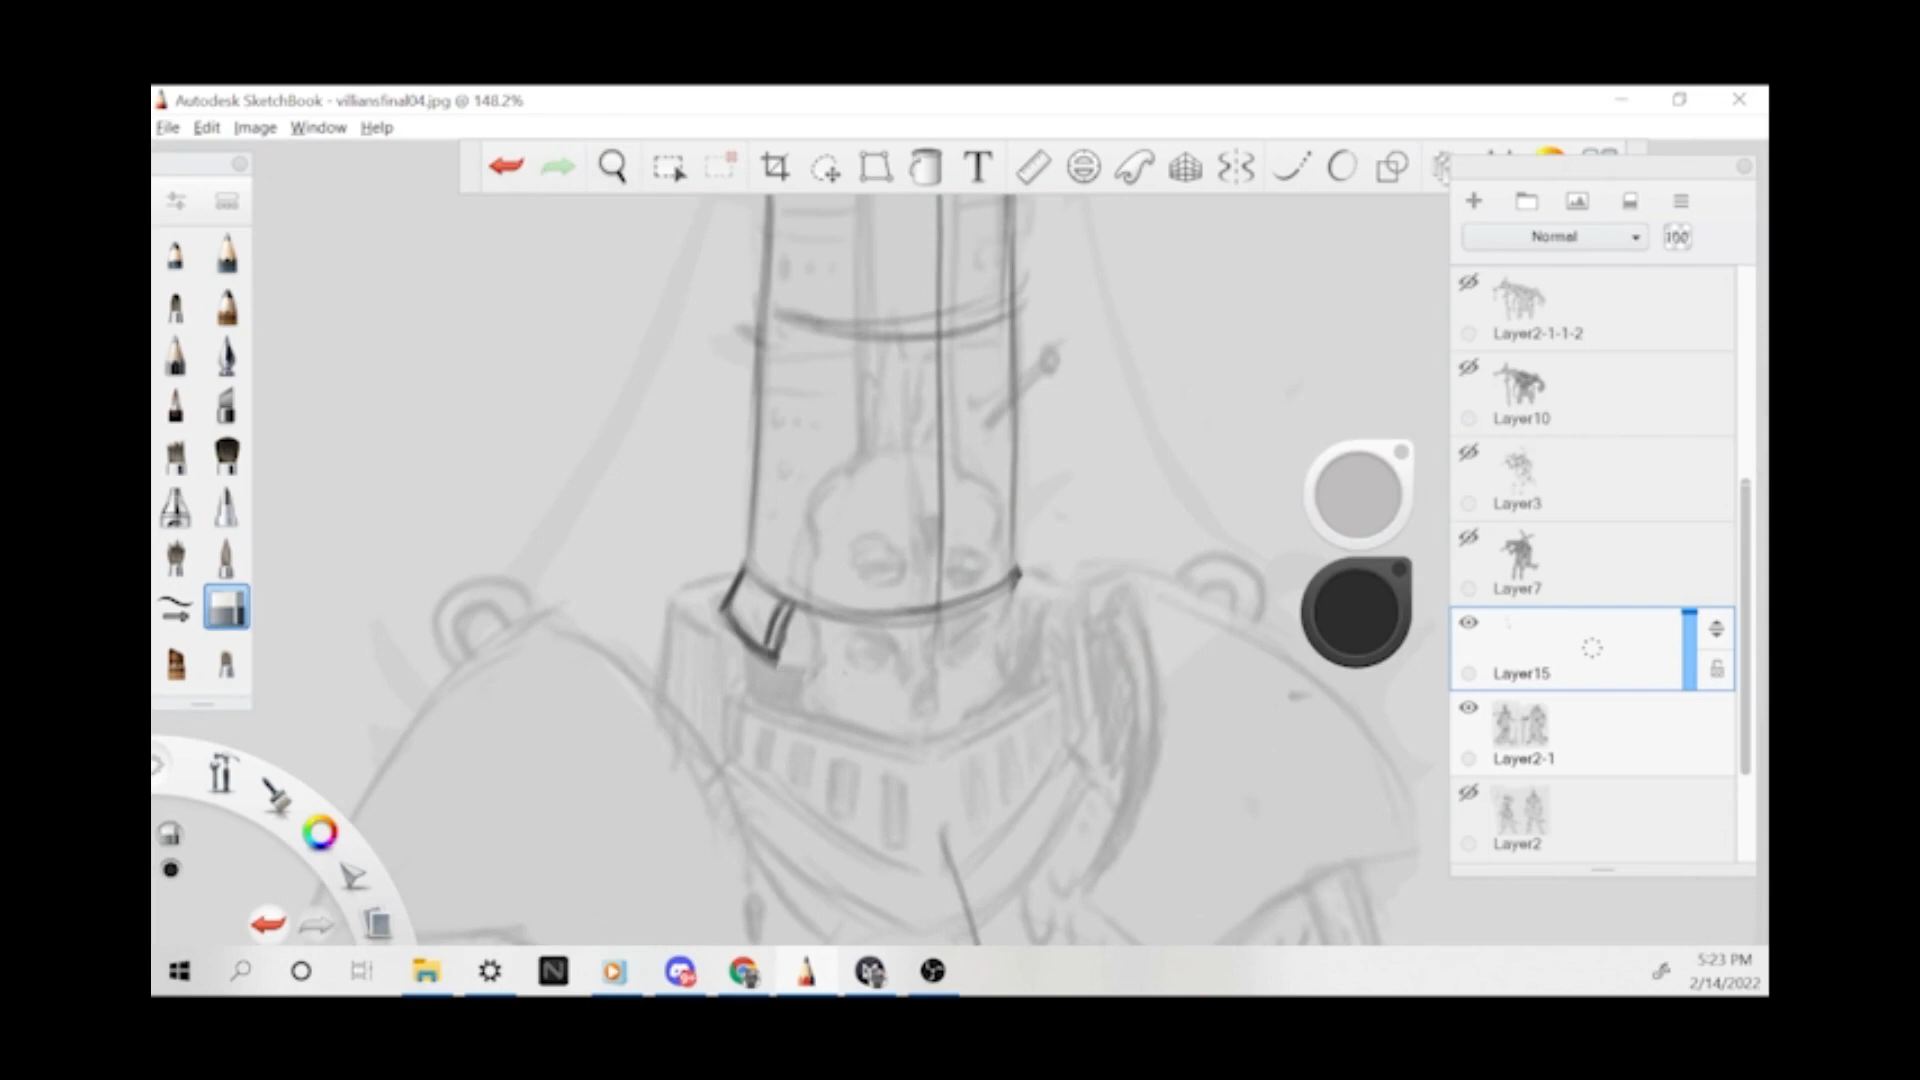 Autodesk SketchBook - villiansfinal04.jpg @ 148.2%
File Edit Image Window Help
T
Normal 100
Layer2-1-1-2
Layer10
Layer3
Layer7
Layer15
Layer2-1
Layer2
5:23 PM
2/14/2022